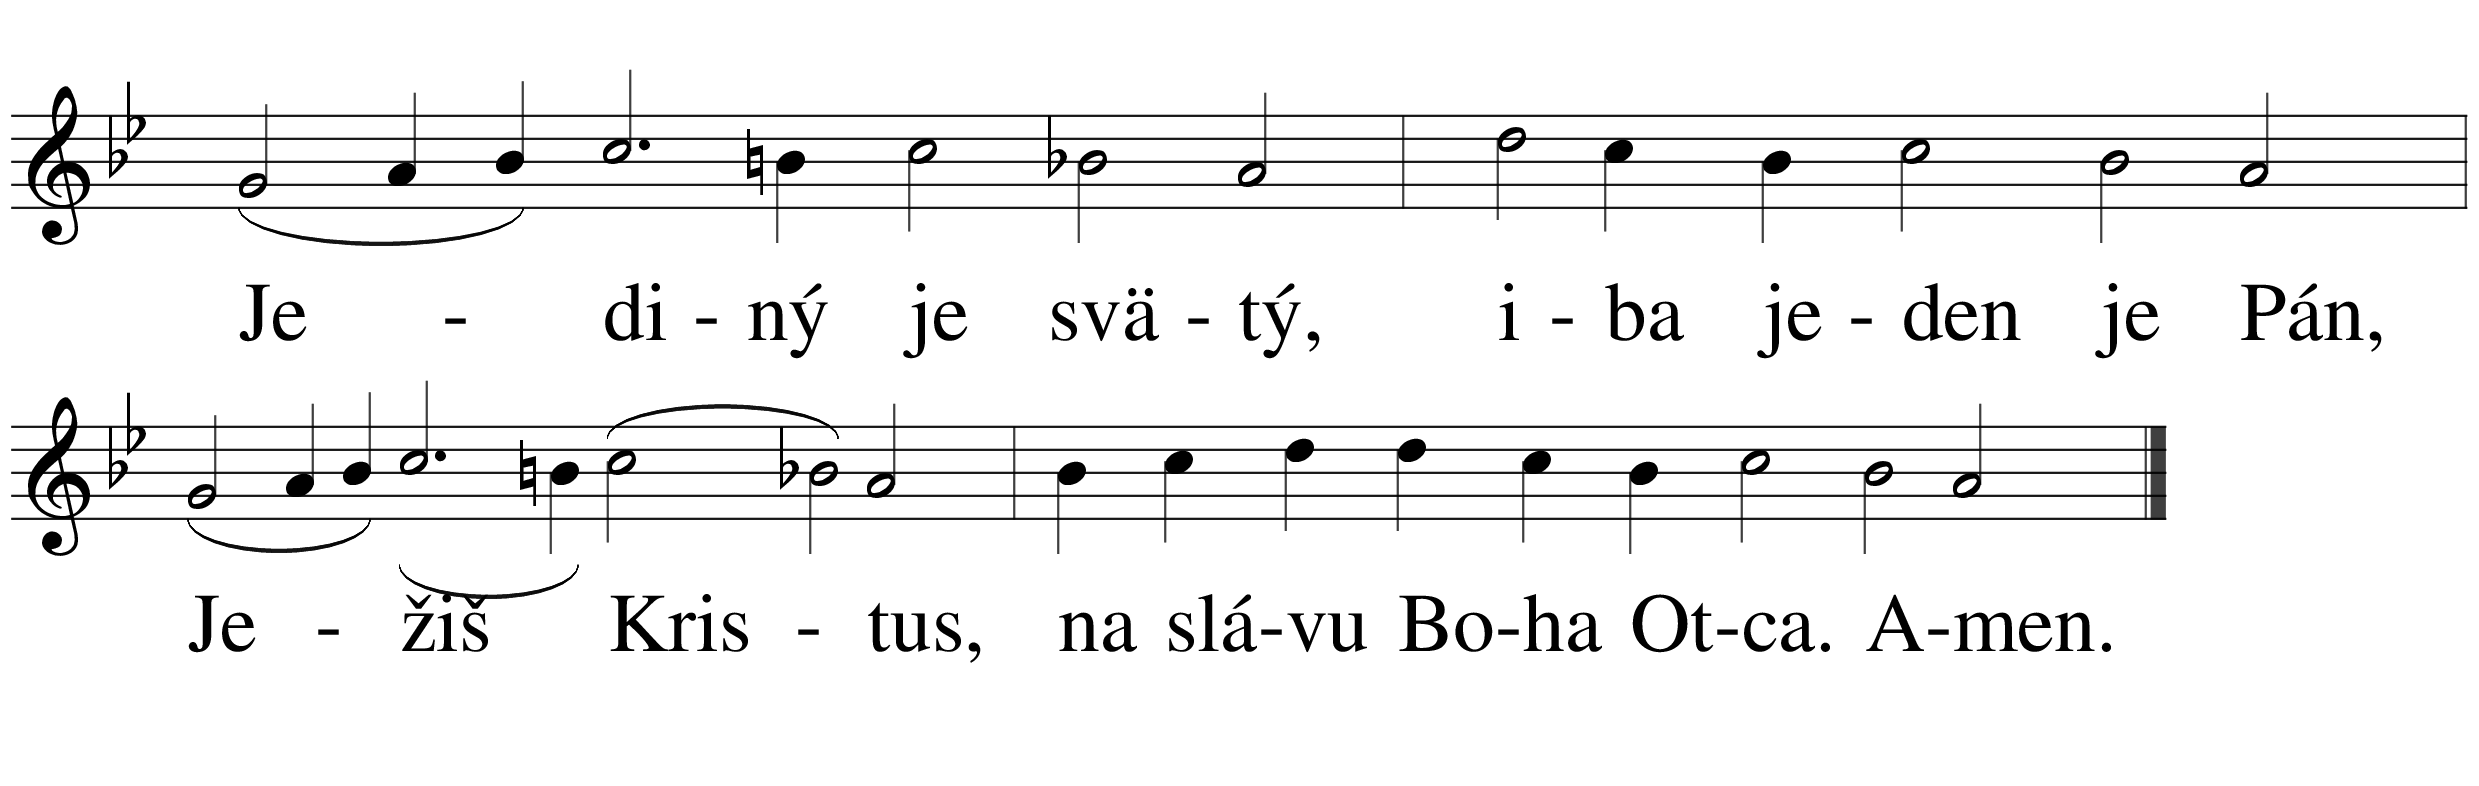 Je - di - ný je svä - tý, i - ba je - den je Pán,
Je - žiš Kris - tus, na slá-vu Bo-ha Ot-ca. A-men.